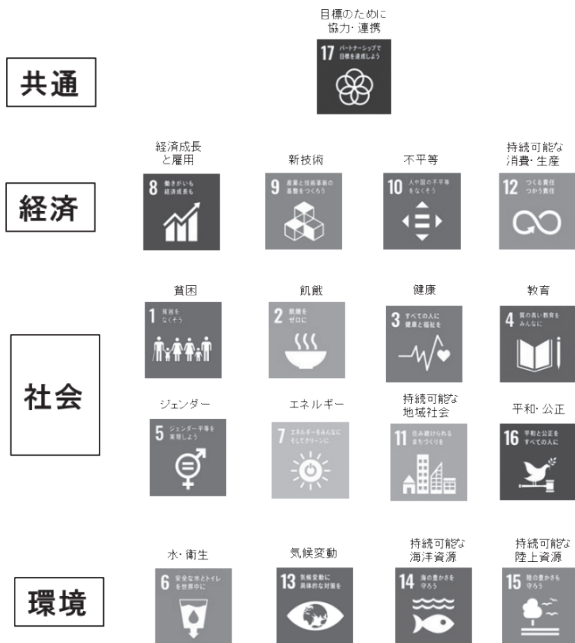 目標のために
協力・連携
共通
17 パートナーシップで
目標を達成しよう
経済成長
と雇用
新技術
不平等
持続可能な
消費・生産
経済
8 働きがいも
経済成長も
9 産業と技術革新の
基盤をつくろう
10 人や国の不平等
をなくそう
12 つくる責任
つかう責任
貧困
飢餓
健康
教育
1 貧困を
なくそう
2 飢餓を
ゼロに
3 すべての人に
健康と福祉を
4 質の高い教育を
みんなに
社会
ジェンダー
エネルギー
持続可能な
地域社会
平和・公正
5 ジェンダー平等を
実現しよう
7 エネルギーをみんなに
そしてクリーンに
11 住み続けられる
まちづくりを
16 平和と公正を
すべての人に
水・衛生
気候変動
持続可能な
海洋資源
持続可能な
陸上資源
環境
6 安全な水とトイレ
を世界中に
13 気候変動に
具体的な対策を
14 海の豊かさを
守ろう
15 陸の豊かさも
守ろう